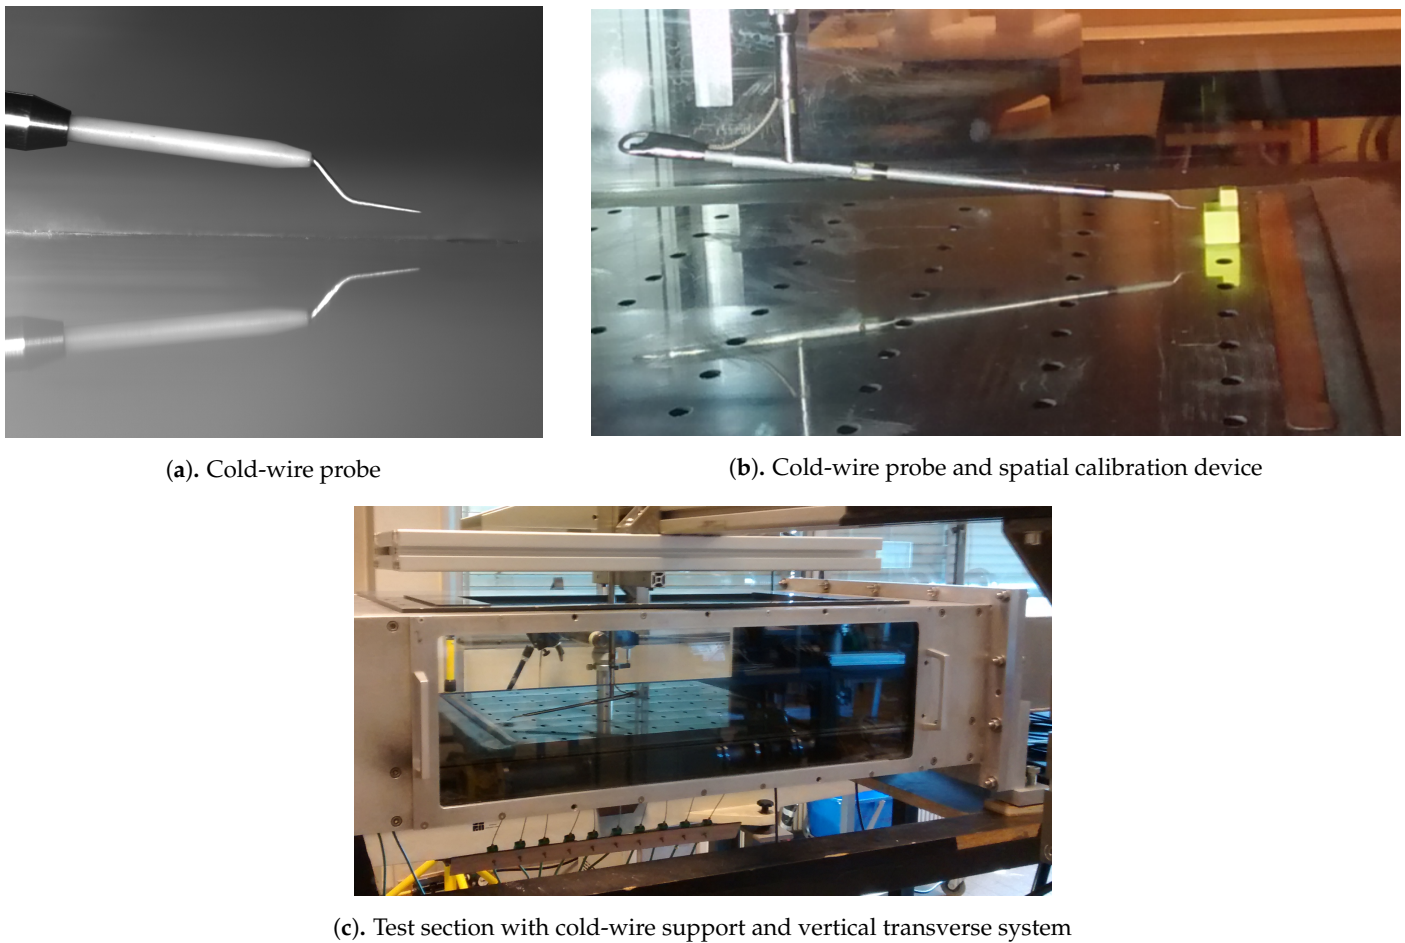 (a). Cold-wire probe
(b). Cold-wire probe and spatial calibration device
(c). Test section with cold-wire support and vertical transverse system